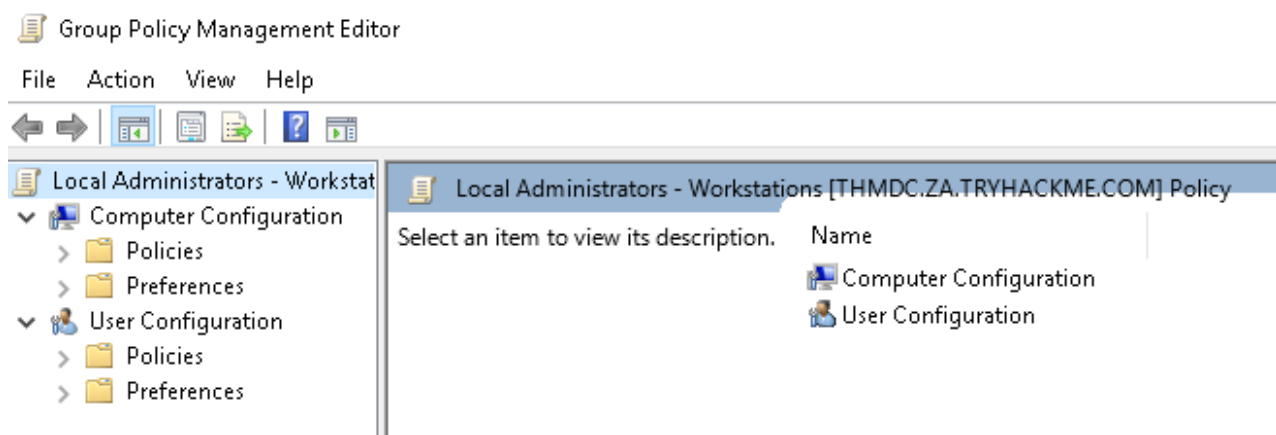 Group Policy Management Editor
File Action View Help
Local Administrators - Workstat
Computer Configuration
Policies
Preferences
User Configuration
Policies
Preferences
Local Administrators - Workstations [THMDC.ZA.TRYHACKME.COM] Policy
Select an item to view its description.
Name
Computer Configuration
User Configuration